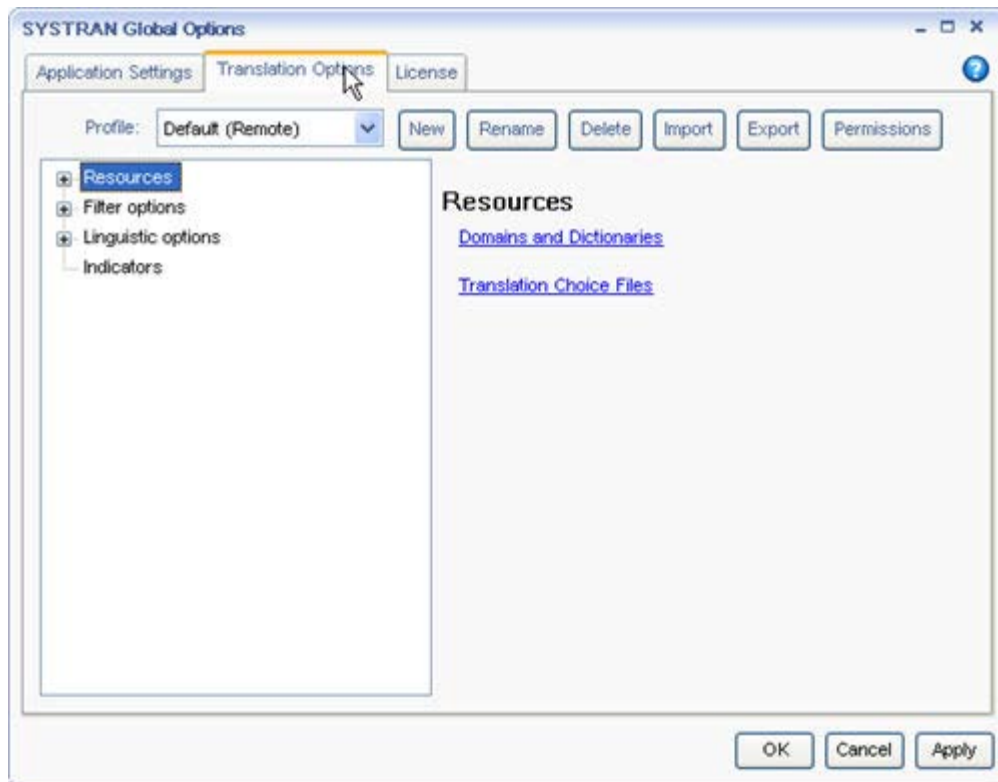 SYSTRAN Global Options
Application Settings Translation Options License
Profile: Default (Remote) New Rename Delete Import Export Permissions
Resources
Filter options
Linguistic options
Indicators
Resources
Domains and Dictionaries
Translation Choice Files
OK Cancel Apply